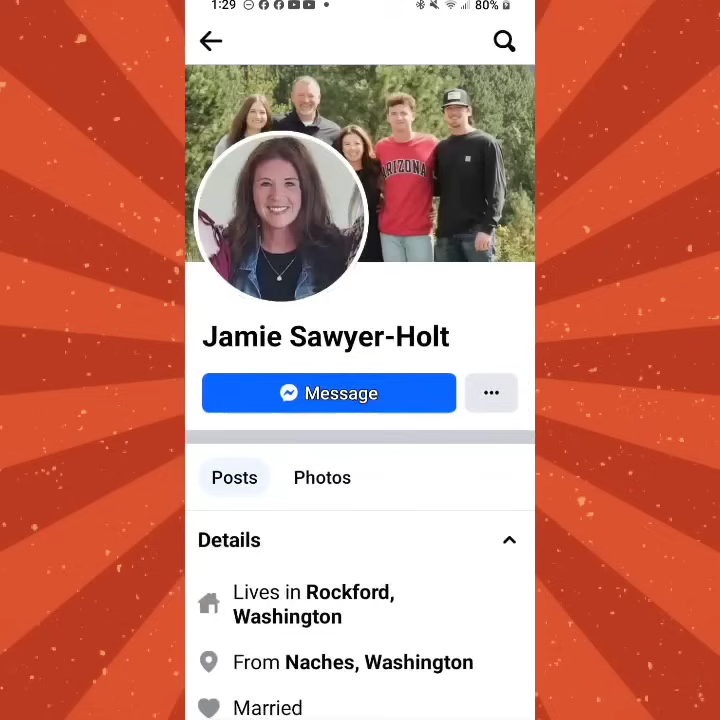 1:29
80%
ARIZONA
Jamie Sawyer-Holt
Message
Posts
Photos
Details
Lives in Rockford,
Washington
From Naches, Washington
Married